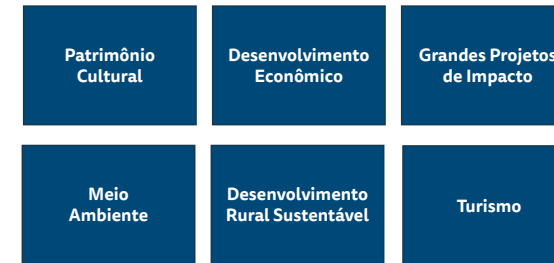 Patrimônio
Cultural
Desenvolvimento
Econômico
Grandes Projetos
de Impacto
Meio
Ambiente
Desenvolvimento
Rural Sustentável
Turismo